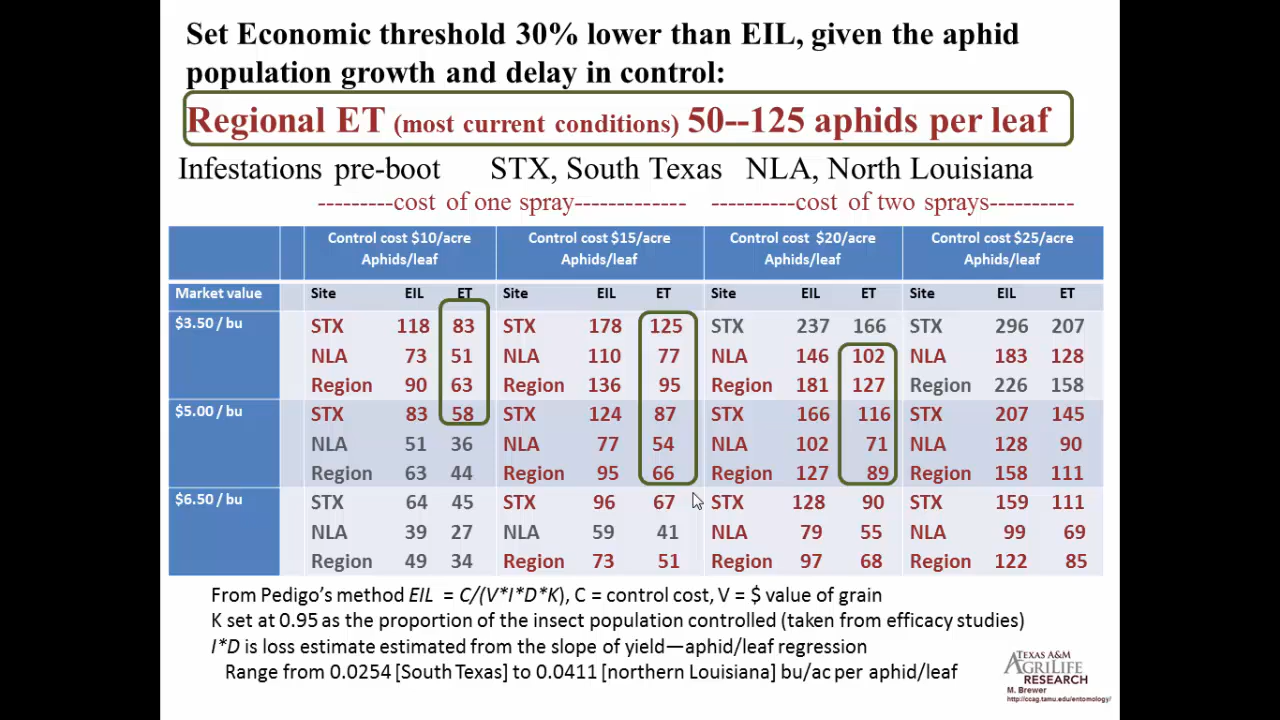 Set Economic threshold 30% lower than EIL, given the aphid
population growth and delay in control:
Regional ET (most current conditions) 50--125 aphids per leaf
Infestations pre-boot STX, South Texas NLA, North Louisiana
---------cost of one spray------------- ----------cost of two sprays----------
Control cost $10/acre Control cost $15/acre Control cost $20/acre Control cost $25/acre
Aphids/leaf Aphids/leaf Aphids/leaf Aphids/leaf
Market value Site EIL ET Site EIL ET Site EIL ET Site EIL ET
$3.50 / bu STX 118 83 STX 178 125 STX 237 166 STX 296 207
NLA 73 51 NLA 110 77 NLA 146 102 NLA 183 128
Region 90 63 Region 136 95 Region 181 127 Region 226 158
$5.00 / bu STX 83 58 STX 124 87 STX 166 116 STX 207 145
NLA 51 36 NLA 77 54 NLA 102 71 NLA 128 90
Region 63 44 Region 95 66 Region 127 89 Region 158 111
$6.50 / bu STX 64 45 STX 96 67 STX 128 90 STX 159 111
NLA 39 27 NLA 59 41 NLA 79 55 NLA 99 69
Region 49 34 Region 73 51 Region 97 68 Region 122 85
From Pedigo's method EIL = C/(V*I*D*K), C = control cost, V = $ value of grain
K set at 0.95 as the proportion of the insect population controlled (taken from efficacy studies)
I*D is loss estimate estimated from the slope of yield—aphid/leaf regression
Range from 0.0254 [South Texas] to 0.0411 [northern Louisiana] bu/ac per aphid/leaf
TEXAS A&M
AGRILIFE
RESEARCH
M. Brewer
http://ccag.tamu.edu/entomology/